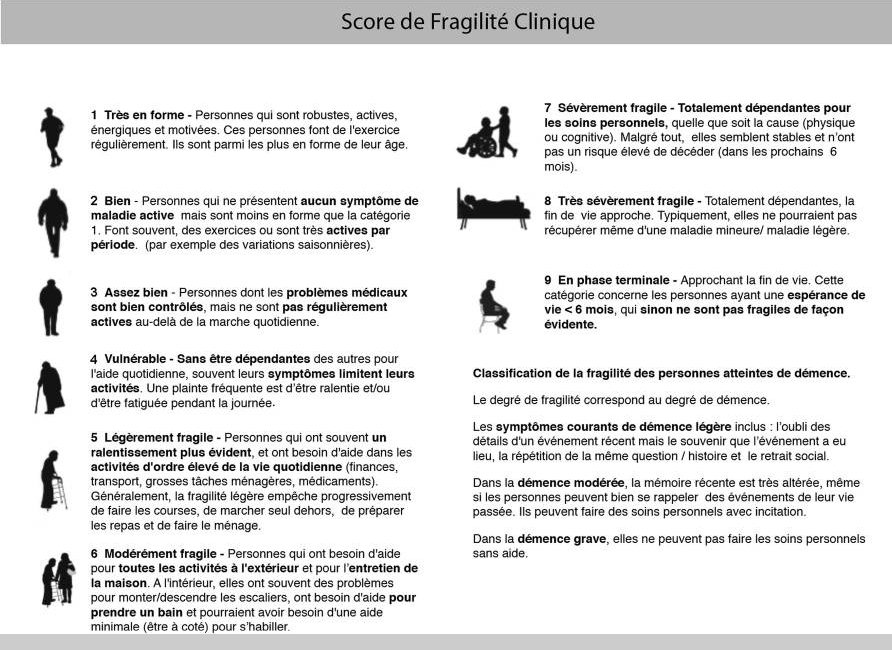 Score de Fragilité Clinique
1 Très en forme - Personnes qui sont robustes, actives,
énergiques et motivées. Ces personnes font de l'exercice
régulièrement. Ils sont parmi les plus en forme de leur âge.
2 Bien - Personnes qui ne présentent aucun symptôme de
maladie active mais sont moins en forme que la catégorie
1. Font souvent, des exercices ou sont très actives par
période. (par exemple des variations saisonnières).
3 Assez bien - Personnes dont les problèmes médicaux
sont bien contrôlés, mais ne sont pas régulièrement
actives au-delà de la marche quotidienne.
4 Vulnérable - Sans être dépendantes des autres pour
l'aide quotidienne, souvent leurs symptômes limitent leurs
activités. Une plainte fréquente est d'être ralentie et/ou
d'être fatiguée pendant la journée.
5 Légèrement fragile - Personnes qui ont souvent un
ralentissement plus évident, et ont besoin d'aide dans les
activités d'ordre élevé de la vie quotidienne (finances,
transport, grosses tâches ménagères, médicaments).
Généralement, la fragilité légère empêche progressivement
de faire les courses, de marcher seul dehors, de préparer
les repas et de faire le ménage.
6 Modérément fragile - Personnes qui ont besoin d'aide
pour toutes les activités à l'extérieur et pour l'entretien de
la maison. A l'intérieur, elles ont souvent des problèmes
pour monter/descendre les escaliers, ont besoin d'aide pour
prendre un bain et pourraient avoir besoin d'une aide
minimale (être à coté) pour s'habiller.
7 Sévèrement fragile - Totalement dépendantes pour
les soins personnels, quelle que soit la cause (physique
ou cognitive). Malgré tout, elles semblent stables et n'ont
pas un risque élevé de décéder (dans les prochains 6
mois).
8 Très sévèrement fragile - Totalement dépendantes, la
fin de vie approche. Typiquement, elles ne pourraient pas
récupérer même d'une maladie mineure/ maladie légère.
9 En phase terminale - Approchant la fin de vie. Cette
catégorie concerne les personnes ayant une espérance de
vie < 6 mois, qui sinon ne sont pas fragiles de façon
évidente.
Classification de la fragilité des personnes atteintes de démence.
Le degré de fragilité correspond au degré de démence.
Les symptômes courants de démence légère inclus : l'oubli des
détails d'un événement récent mais le souvenir que l'événement a eu
lieu, la répétition de la même question / histoire et le retrait social.
Dans la démence modérée, la mémoire récente est très altérée, même
si les personnes peuvent bien se rappeler des événements de leur vie
passée. Ils peuvent faire des soins personnels avec incitation.
Dans la démence grave, elles ne peuvent pas faire les soins personnels
sans aide.